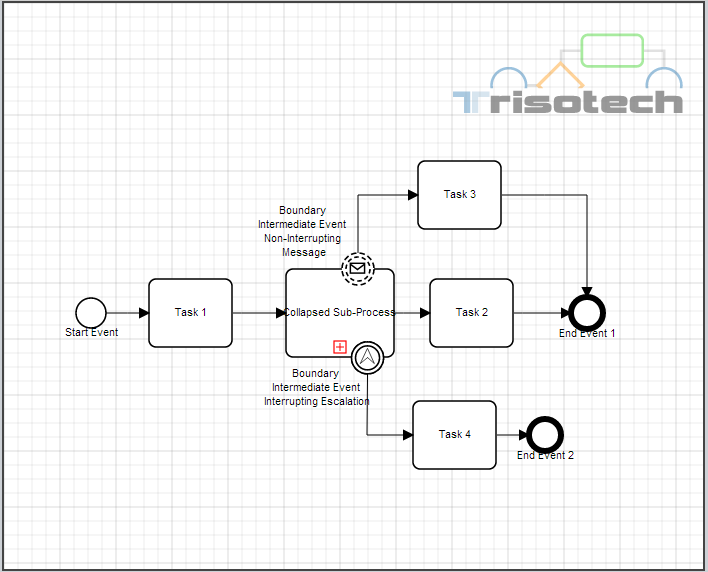 Trisotech
Task 3
Boundary
Intermediate Event
Non-Interrupting
Message
Task 1
Collapsed Sub-Process
Task 2
Start Event
End Event 1
Boundary
Intermediate Event
Interrupting Escalation
Task 4
End Event 2